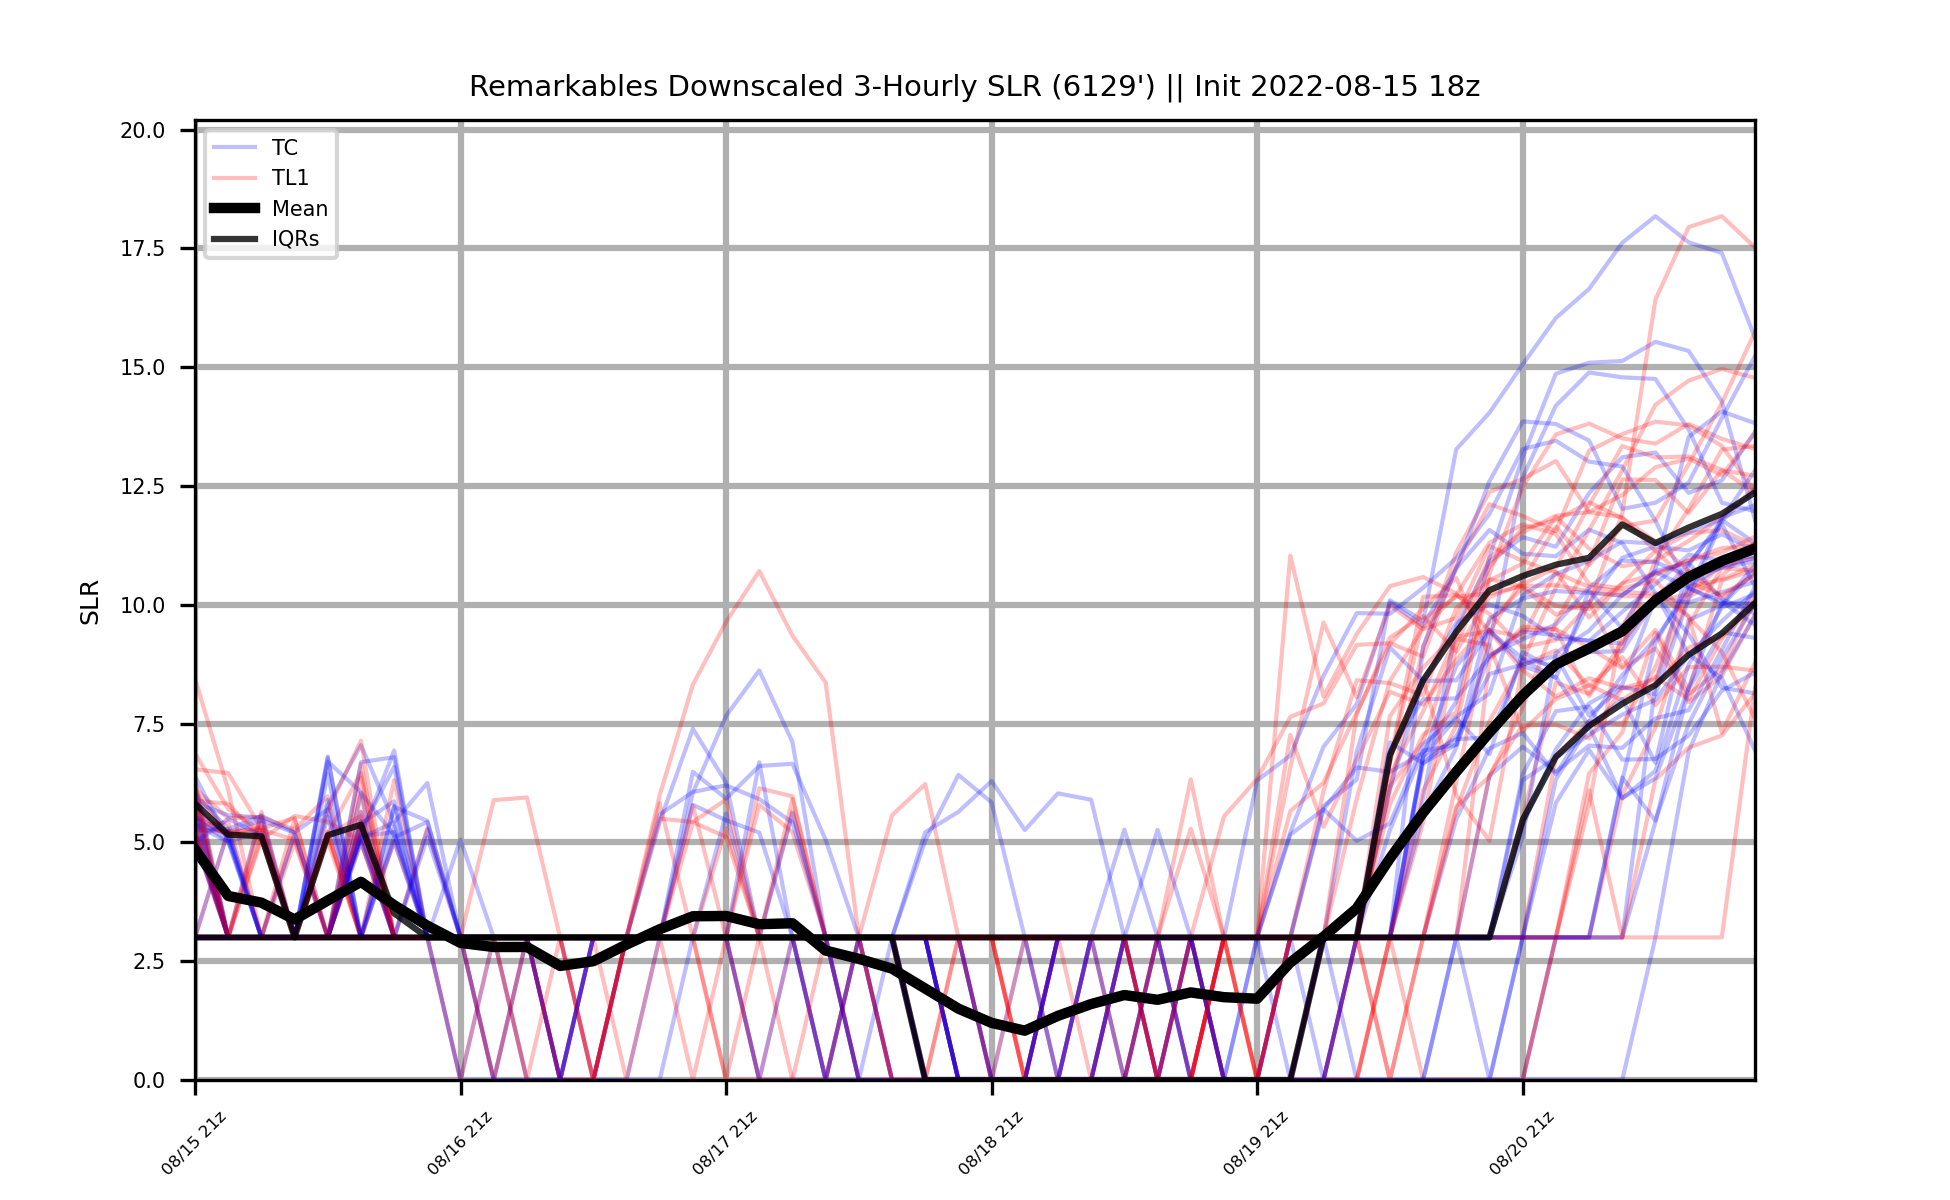 Remarkables Downscaled 3-Hourly SLR (6129') || Init 2022-08-15 18z
TC
TL1
Mean
IQRs
SLR
20.0
17.5
15.0
12.5
10.0
7.5
5.0
2.5
0.0
08/15 21z
08/16 21z
08/17 21z
08/18 21z
08/19 21z
08/20 21z